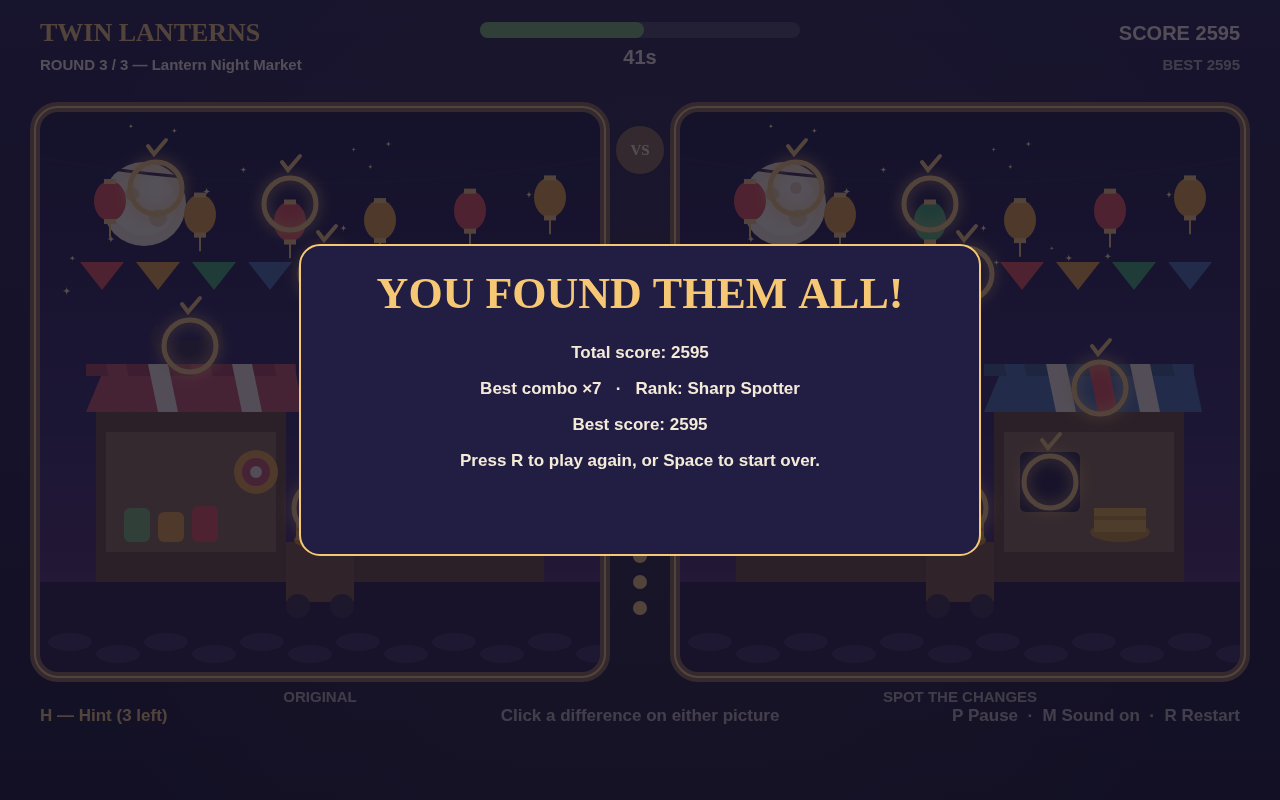 TWIN LANTERNS
ROUND 3 / 3 — Lantern Night Market
41s
SCORE 2595
BEST 2595
VS
YOU FOUND THEM ALL!
Total score: 2595
Best combo ×7 · Rank: Sharp Spotter
Best score: 2595
Press R to play again, or Space to start over.
ORIGINAL
SPOT THE CHANGES
H — Hint (3 left)
Click a difference on either picture
P Pause · M Sound on · R Restart